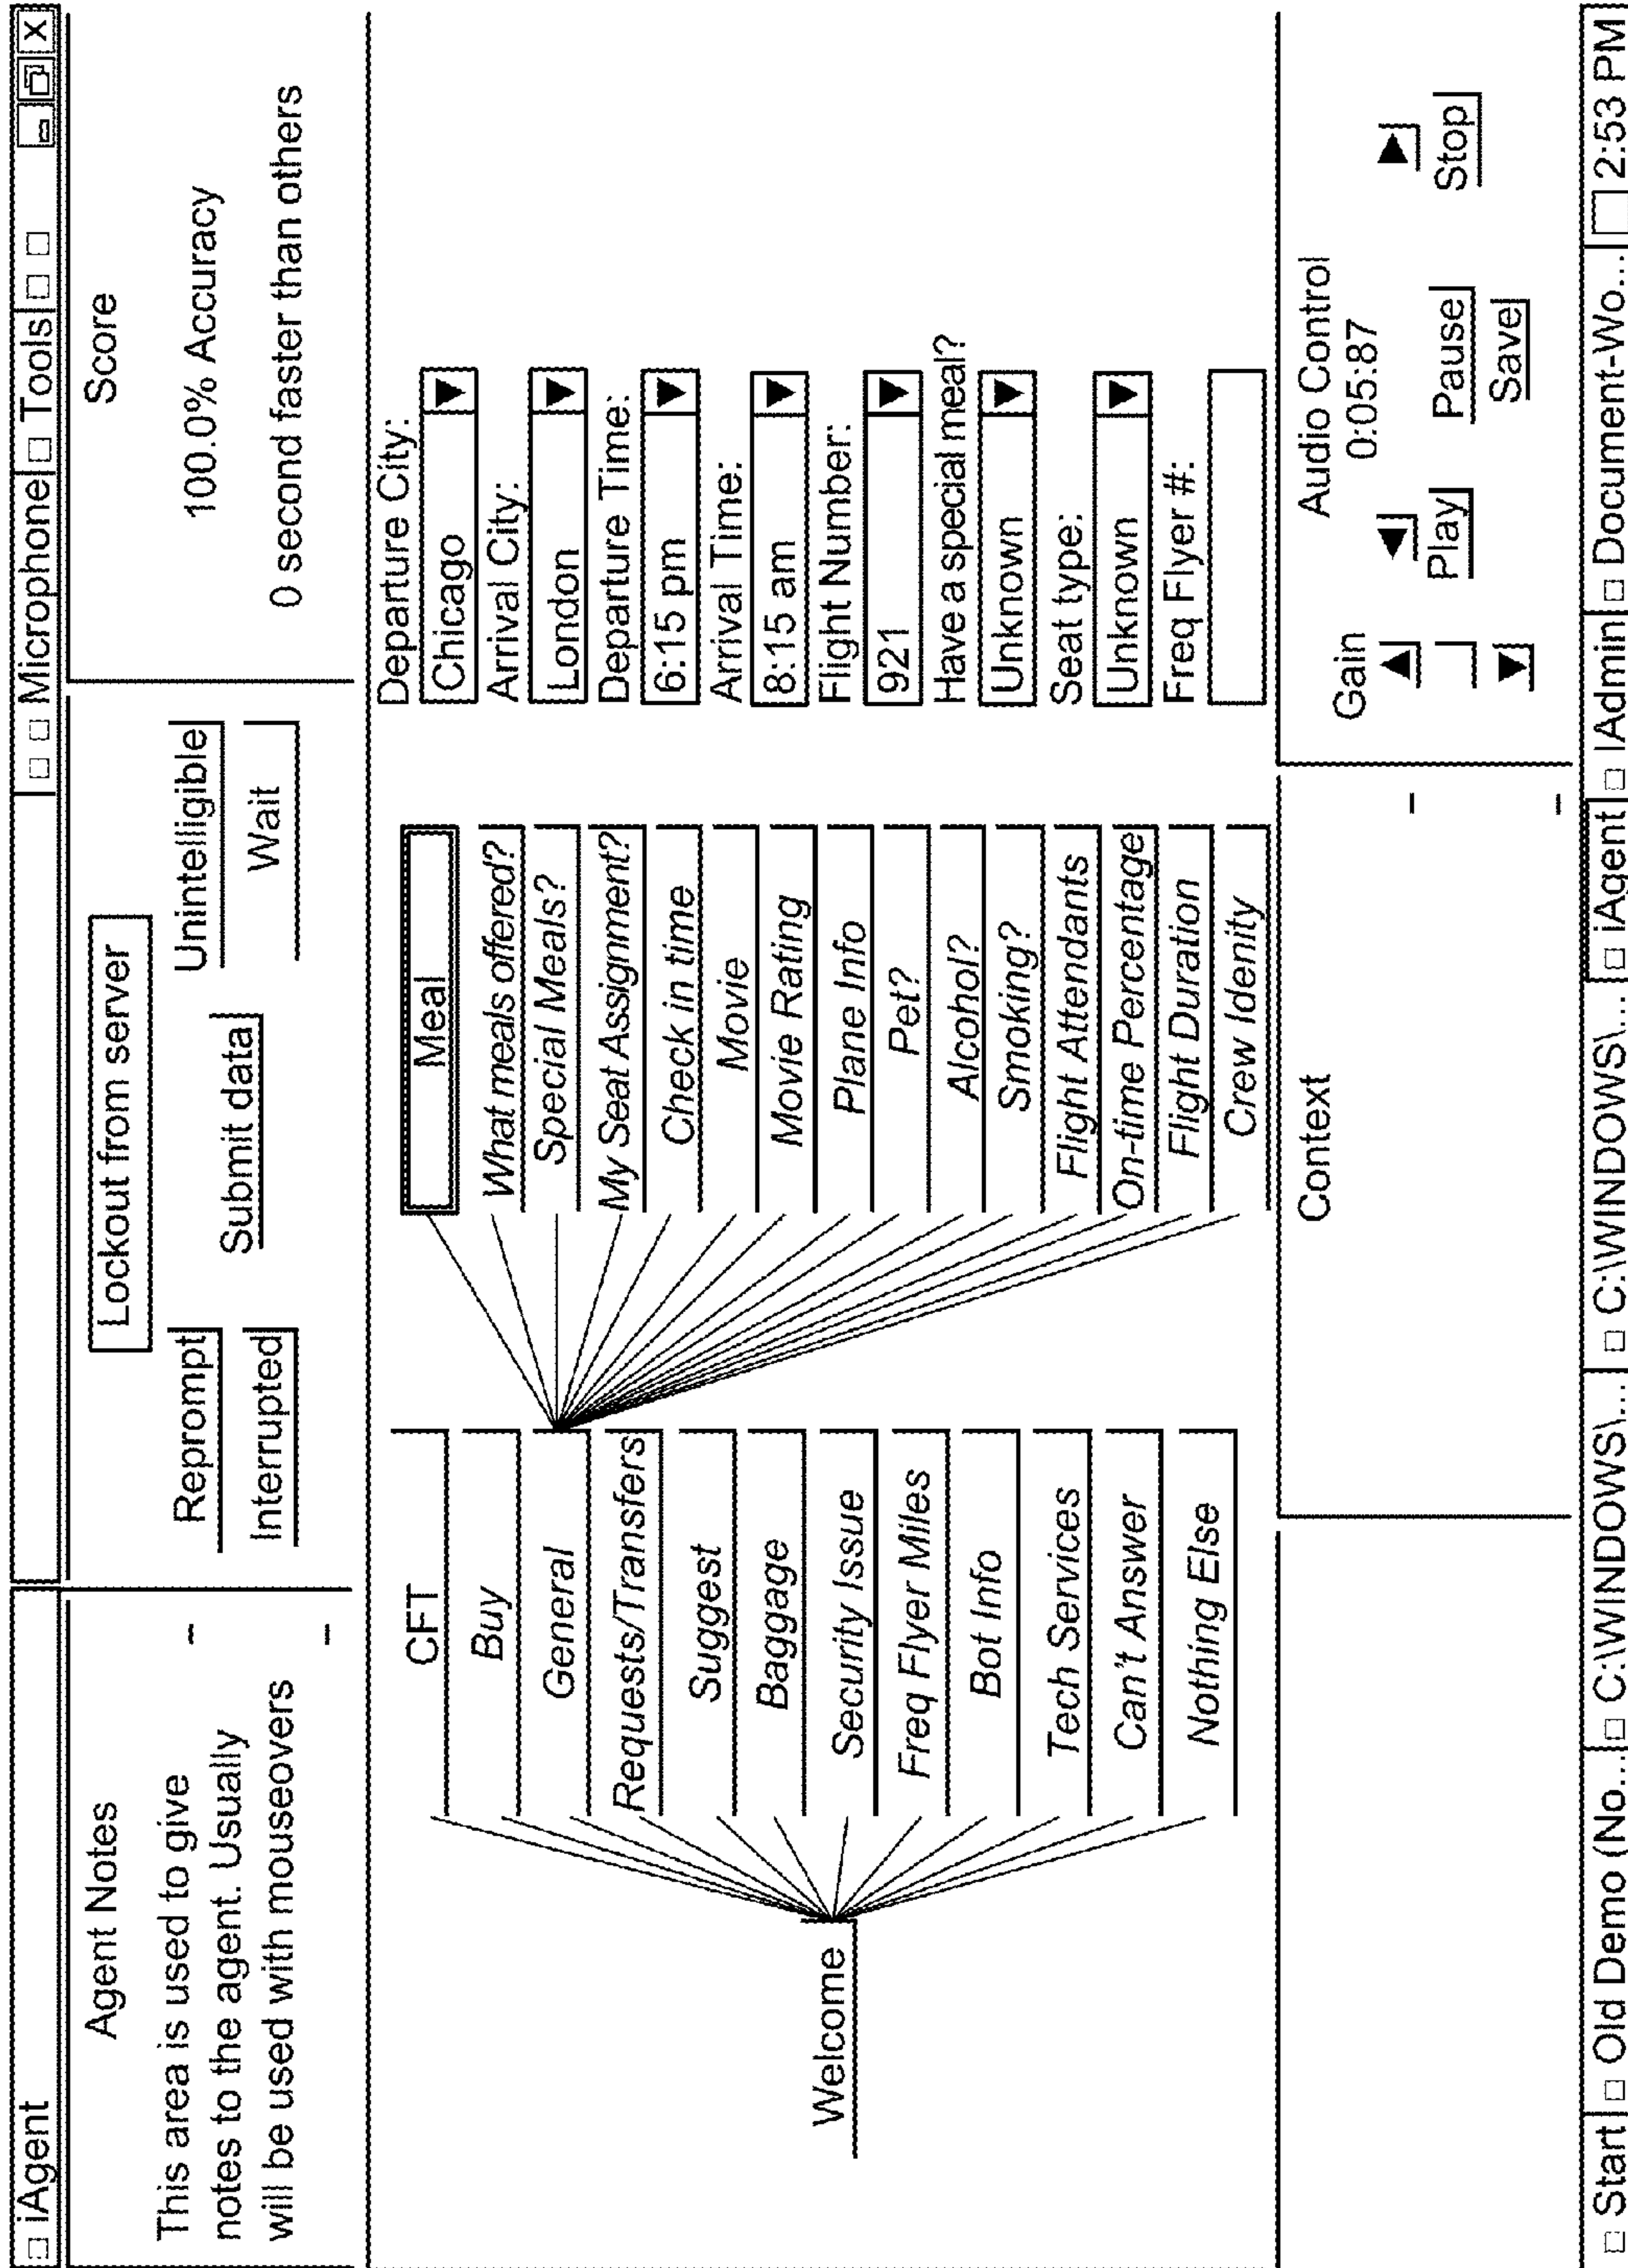 iAgent
Microphone Tools
X
Agent Notes
This area is used to give
notes to the agent. Usually
will be used with mouseovers
Lockout from server
Reprompt
Unintelligible
Submit data
Interrupted
Wait
Score
100.0% Accuracy
0 second faster than others
Welcome
CFT
Buy
General
Requests/Transfers
Suggest
Baggage
Security Issue
Freq Flyer Miles
Bot Info
Tech Services
Can't Answer
Nothing Else
Meal
What meals offered?
Special Meals?
My Seat Assignment?
Check in time
Movie
Movie Rating
Plane Info
Pet?
Alcohol?
Smoking?
Flight Attendants
On-time Percentage
Flight Duration
Crew Idenity
Departure City:
Chicago
Arrival City:
London
Departure Time:
6:15 pm
Arrival Time:
8:15 am
Flight Number:
921
Have a special meal?
Unknown
Seat type:
Unknown
Freq Flyer #:
Context
Audio Control
Gain
0:05:87
Play
Pause
Stop
Save
Start Old Demo (No... C:\WINDOWS\... C:\WINDOWS\... iAgent IAdmin Document-Wo... 2:53 PM